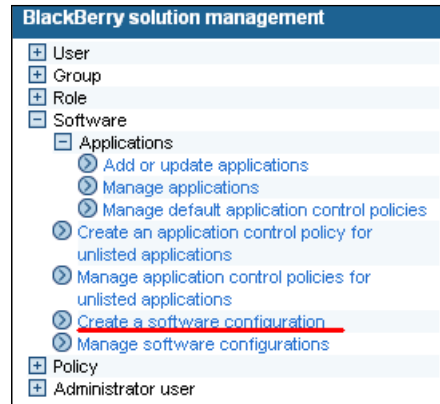 BlackBerry solution management
User
Group
Role
Software
Applications
Add or update applications
Manage applications
Manage default application control policies
Create an application control policy for
unlisted applications
Manage application control policies for
unlisted applications
Create a software configuration
Manage software configurations
Policy
Administrator user